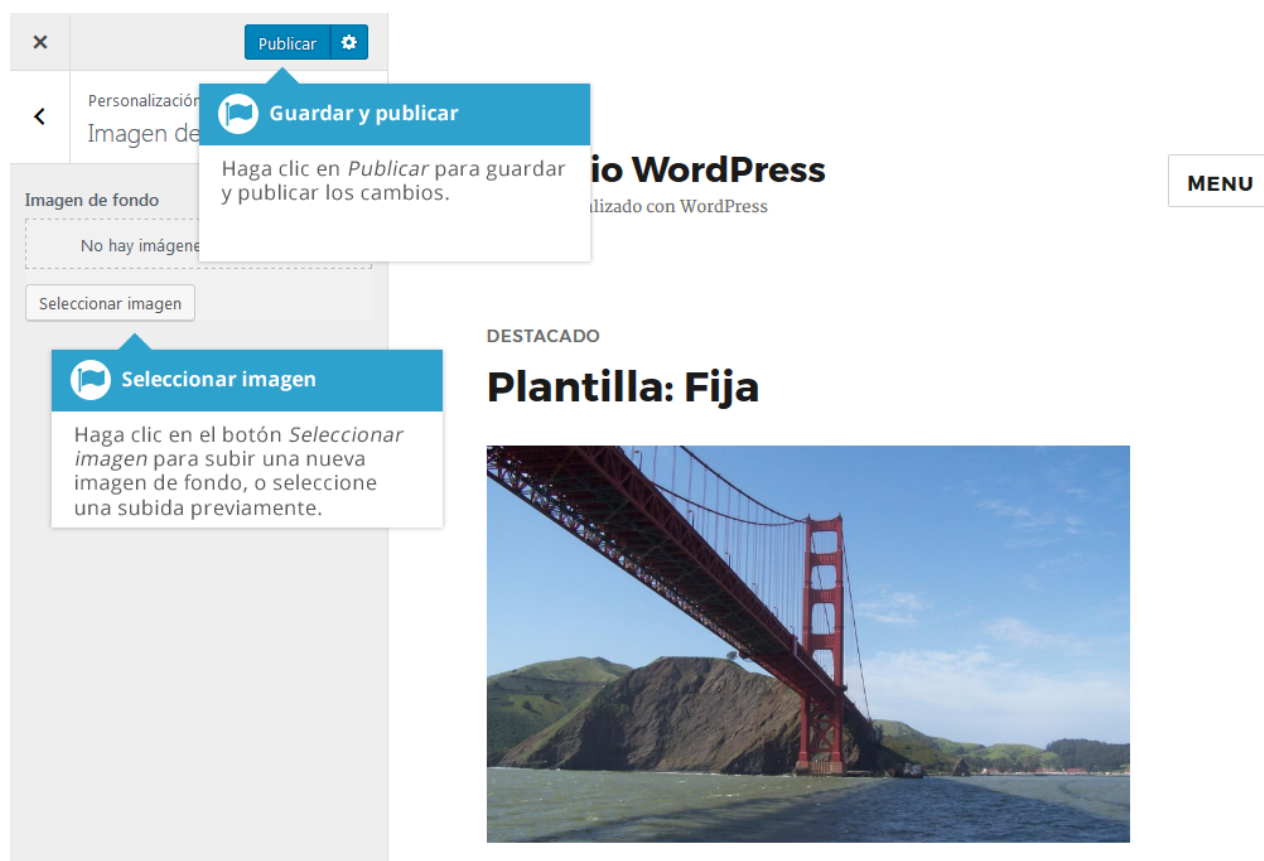 Publicar
Personalización
Imagen de
Guardar y publicar
Haga clic en Publicar para guardar
y publicar los cambios.
Imagen de fondo
No hay imágene
Seleccionar imagen
Seleccionar imagen
Haga clic en el botón Seleccionar
imagen para subir una nueva
imagen de fondo, o seleccione
una subida previamente.
io WordPress
lizado con WordPress
MENU
DESTACADO
Plantilla: Fija